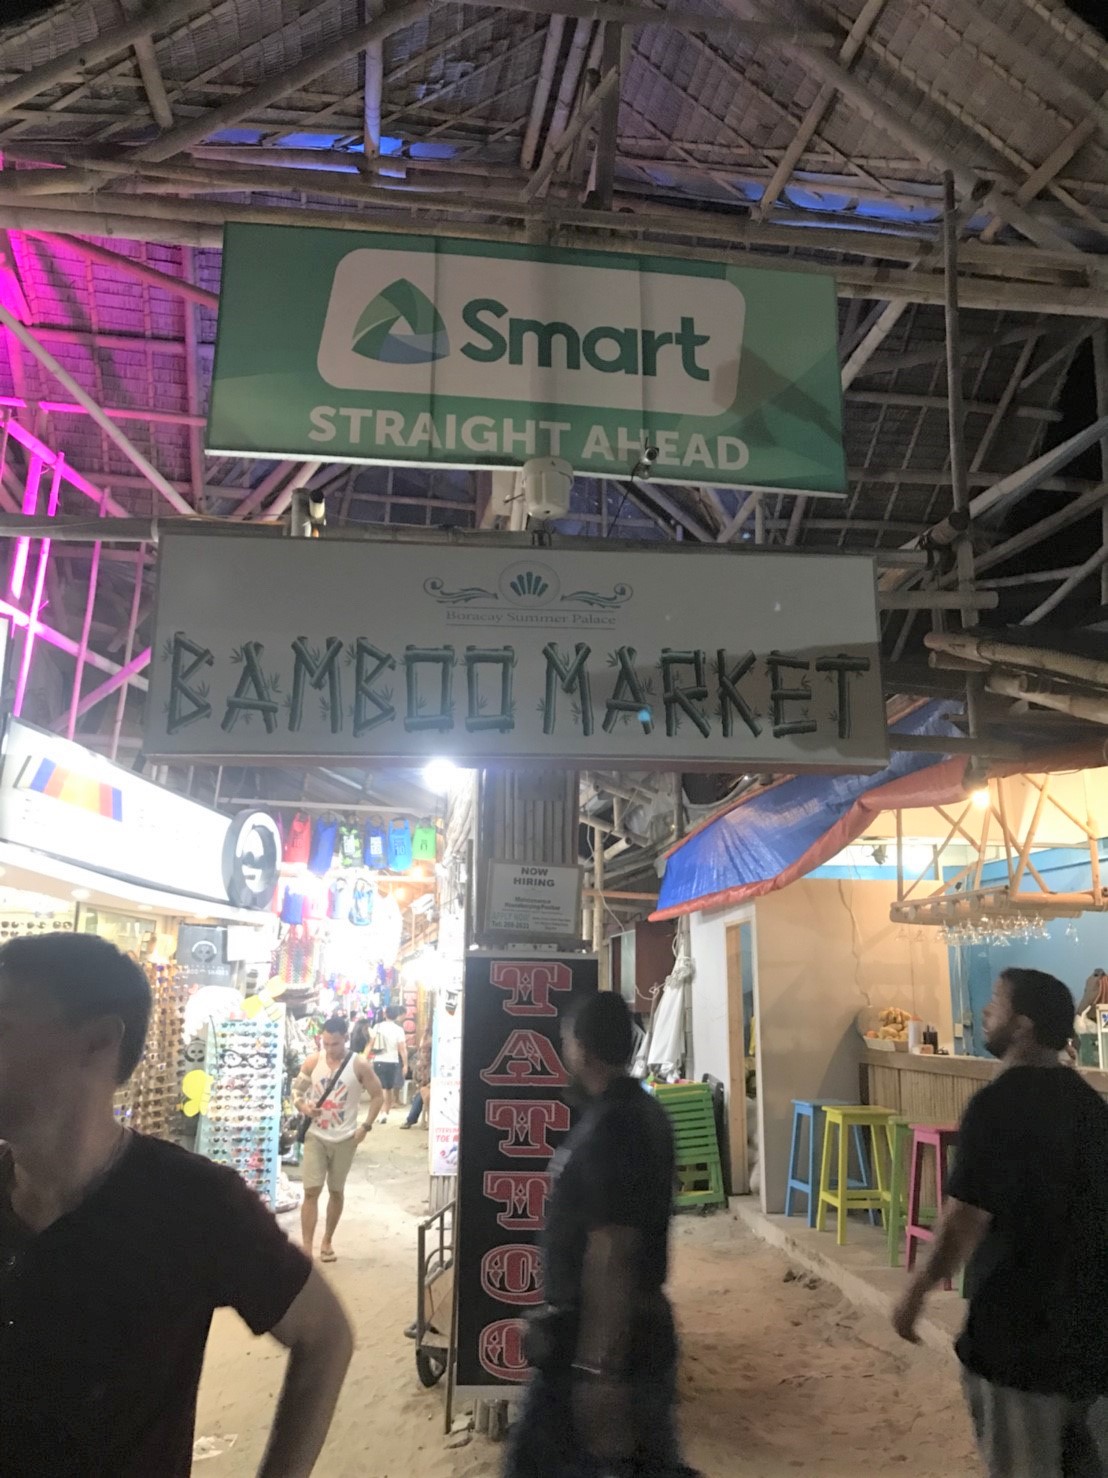 Smart
STRAIGHT AHEAD
Boracay Summer Palace
BAMBOO MARKET
NOW
HIRING
TATTOO